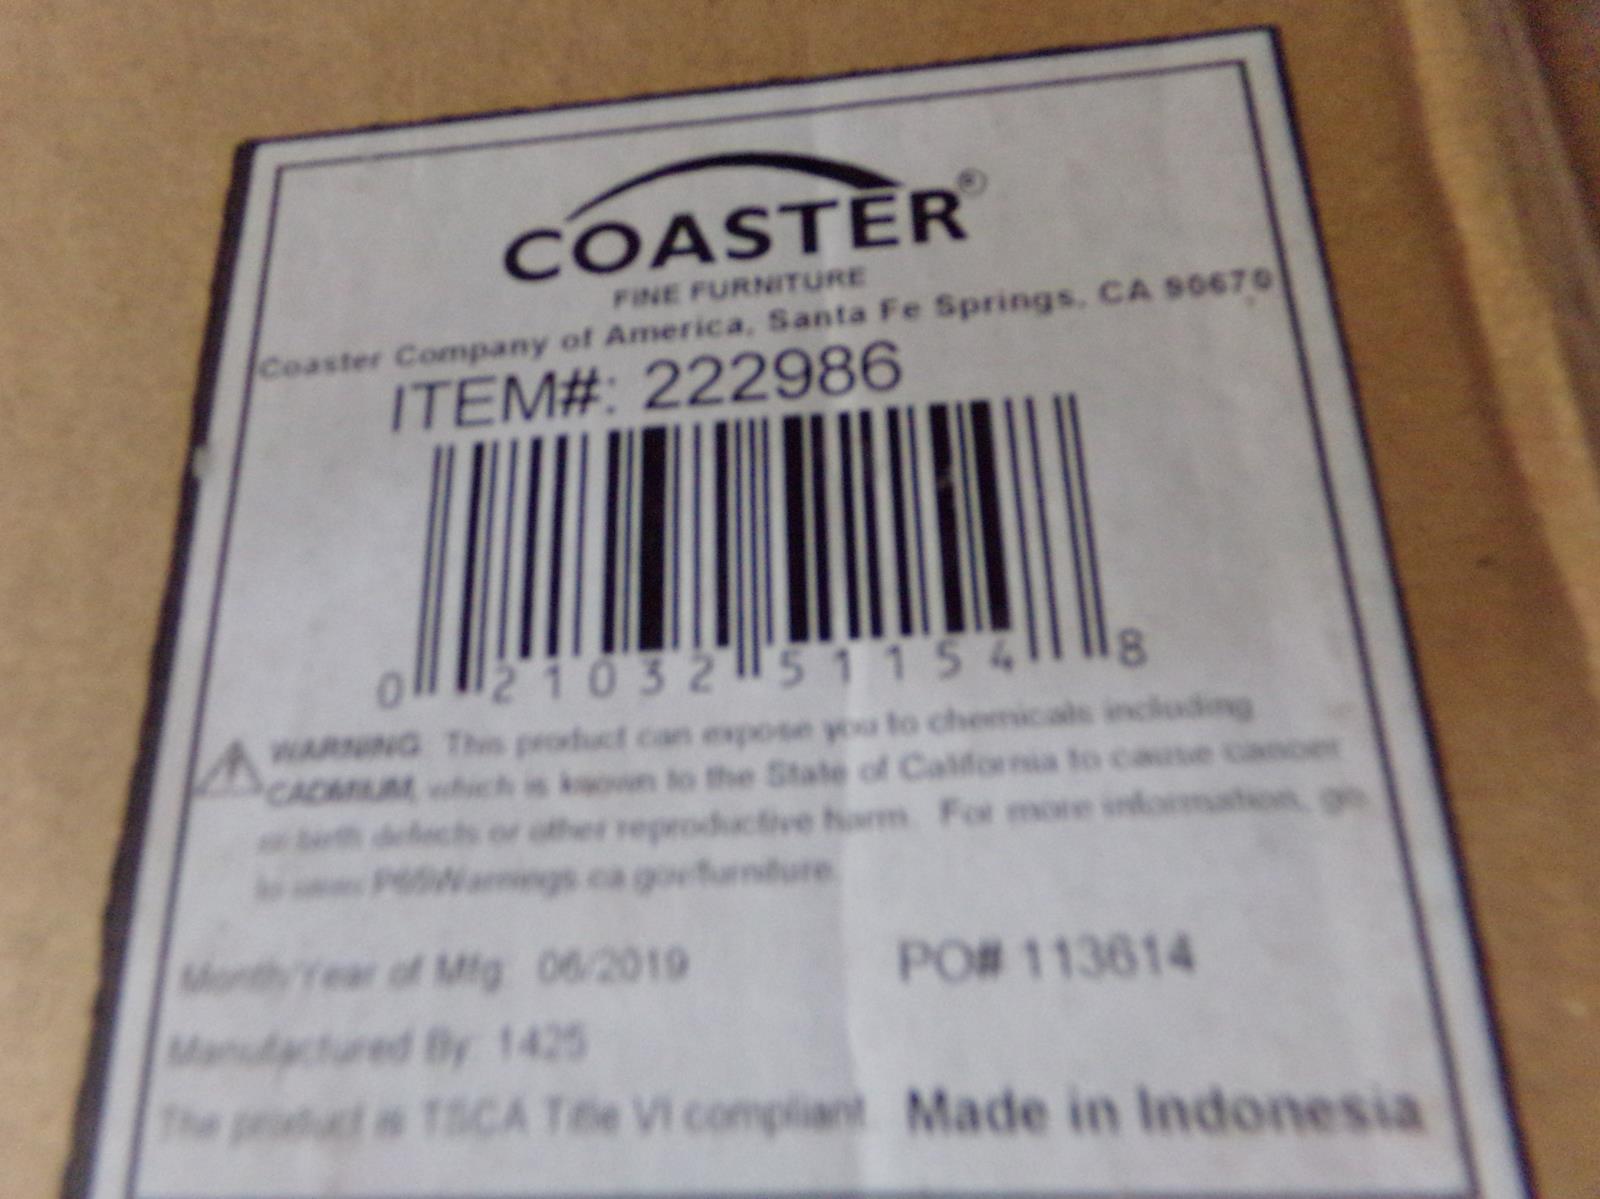 COASTER®
FINE FURNITURE
Coaster Company of America, Santa Fe Springs, CA 90670
ITEM#: 222986
0 21032 51154 8
WARNING: This product can expose you to chemicals including
CADMIUM, which is known to the State of California to cause cancer
or birth defects or other reproductive harm. For more information, go
to www.P65Warnings.ca.gov/furniture.
Month/Year of Mfg: 06/2019 PO# 113614
Manufactured By: 1425
The product is TSCA Title VI compliant Made in Indonesia